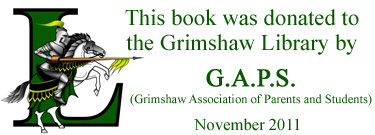 L
This book was donated to
the Grimshaw Library by
G.A.P.S.
(Grimshaw Association of Parents and Students)
November 2011